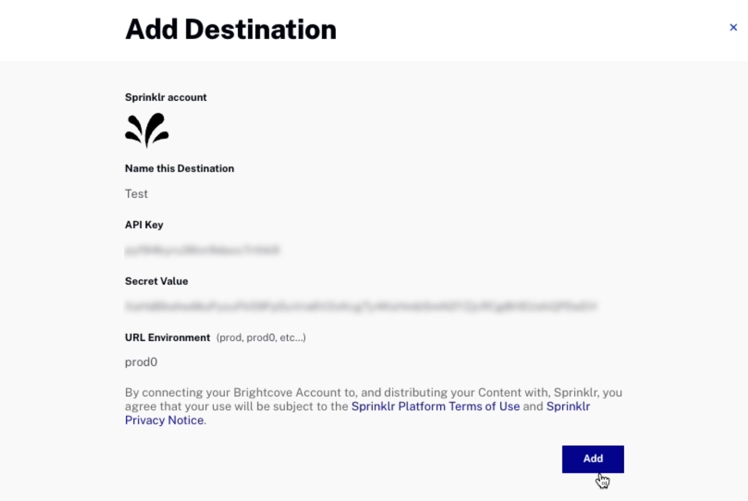 Add Destination
×
Sprinklr account
Name this Destination
Test
API Key
Secret Value
URL Environment (prod, prod0, etc...)
prod0
By connecting your Brightcove Account to, and distributing your Content with, Sprinklr, you
agree that your use will be subject to the Sprinklr Platform Terms of Use and Sprinklr
Privacy Notice.
Add